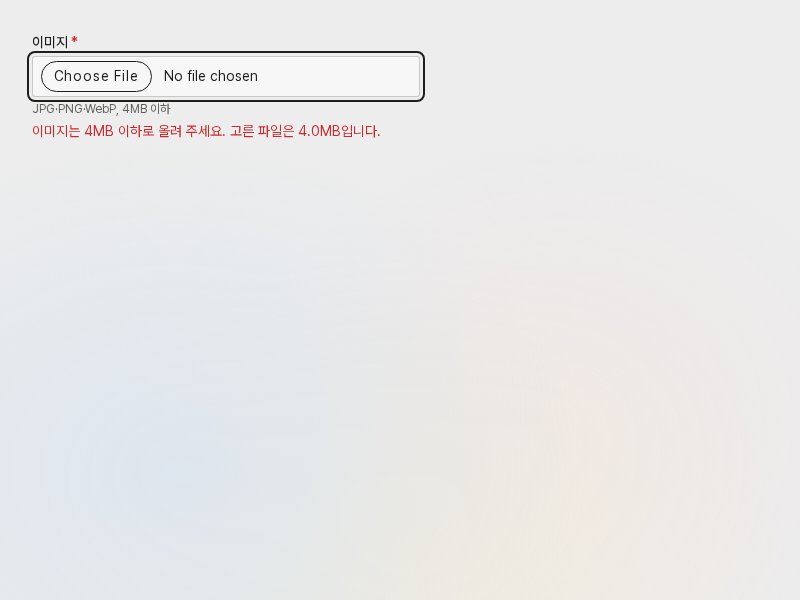 이미지 *
Choose File No file chosen
JPG·PNG·WebP, 4MB 이하
이미지는 4MB 이하로 올려 주세요. 고른 파일은 4.0MB입니다.